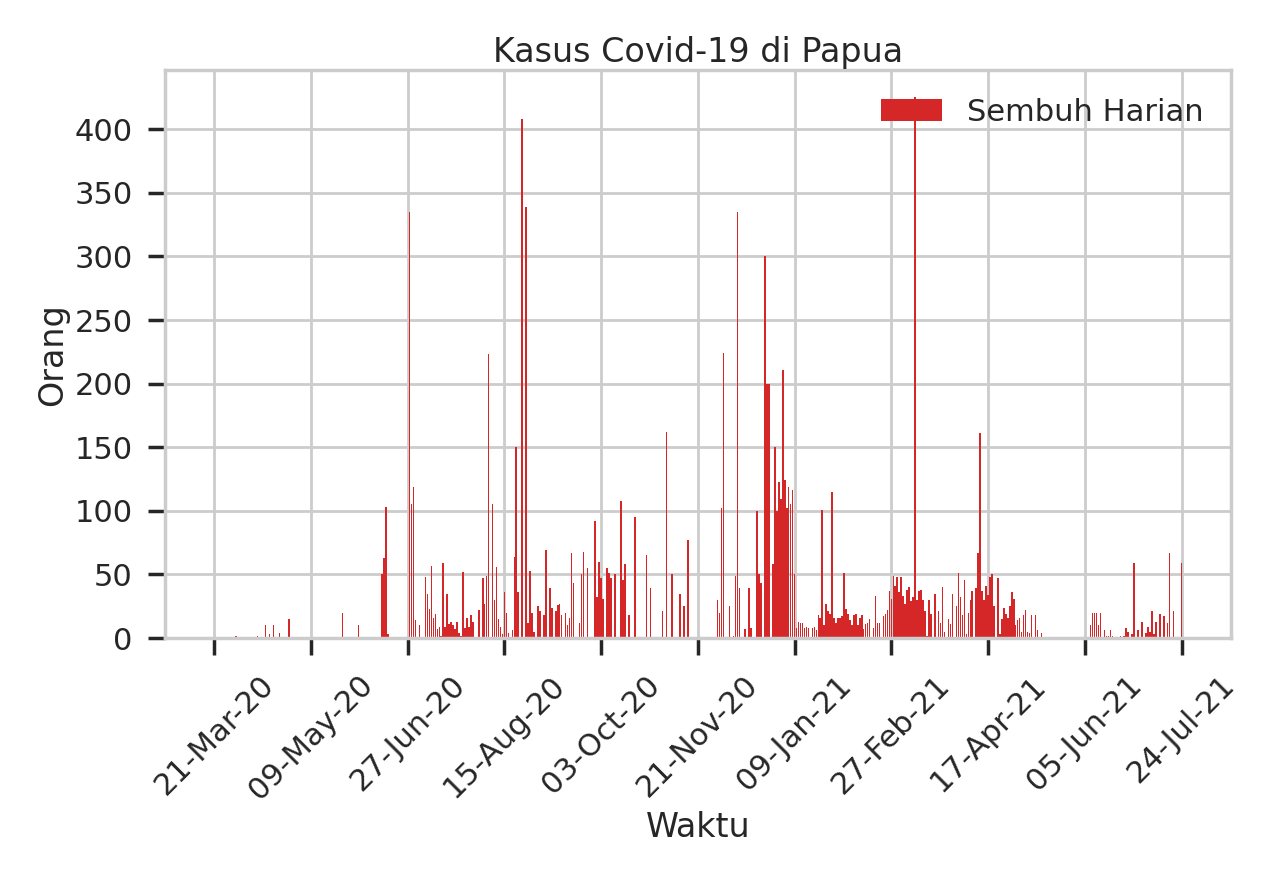 Kasus Covid-19 di Papua
Sembuh Harian
Orang
400
350
300
250
200
150
100
50
0
21-Mar-20
09-May-20
27-Jun-20
15-Aug-20
03-Oct-20
21-Nov-20
09-Jan-21
27-Feb-21
17-Apr-21
05-Jun-21
24-Jul-21
Waktu